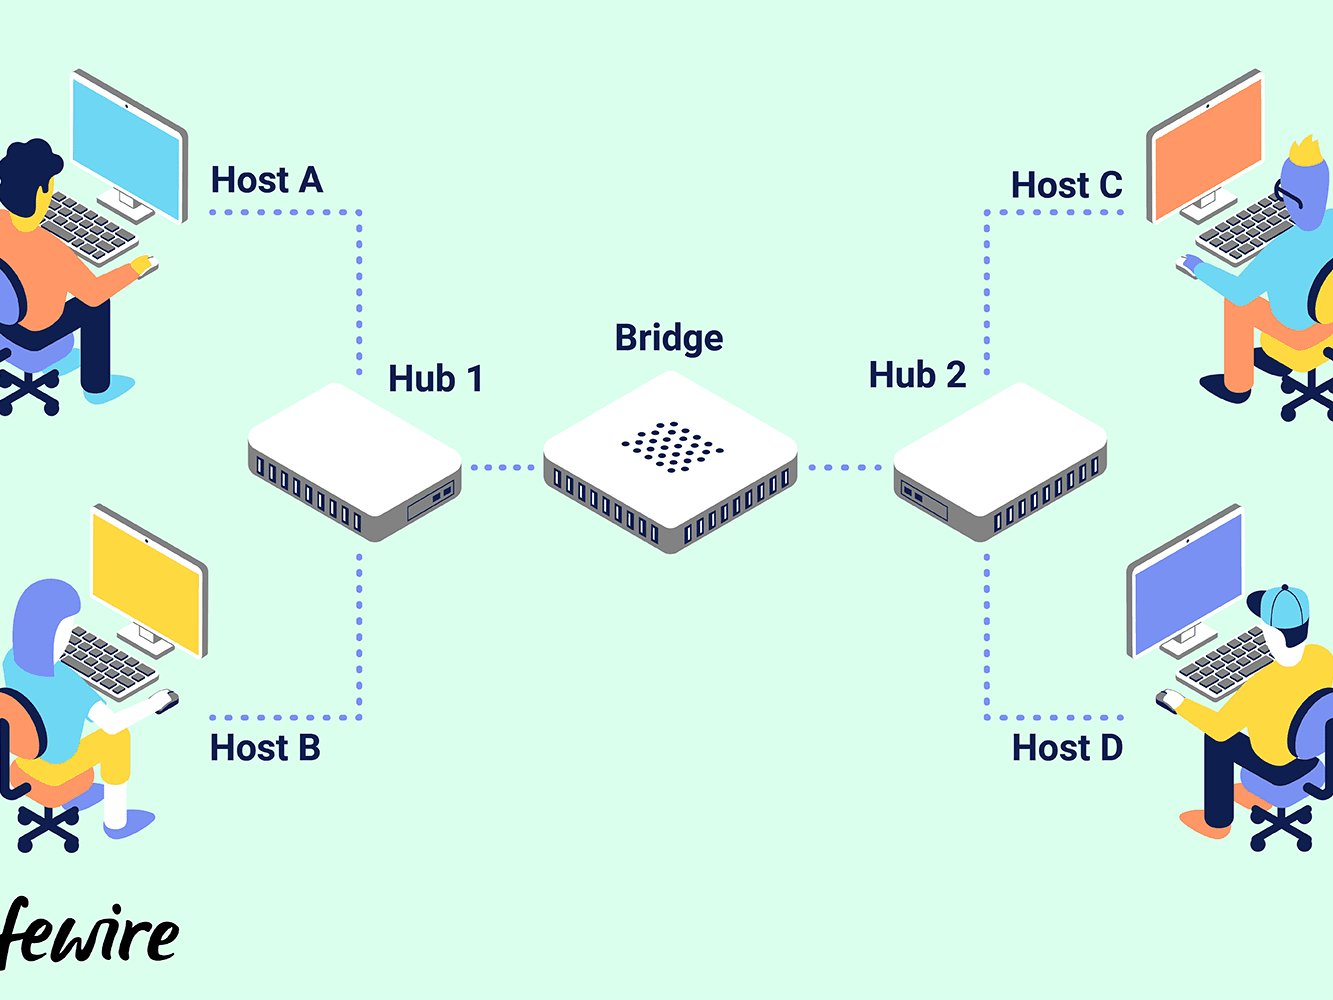 Host A
Host C
Bridge
Hub 1
Hub 2
Host B
Host D
fewire